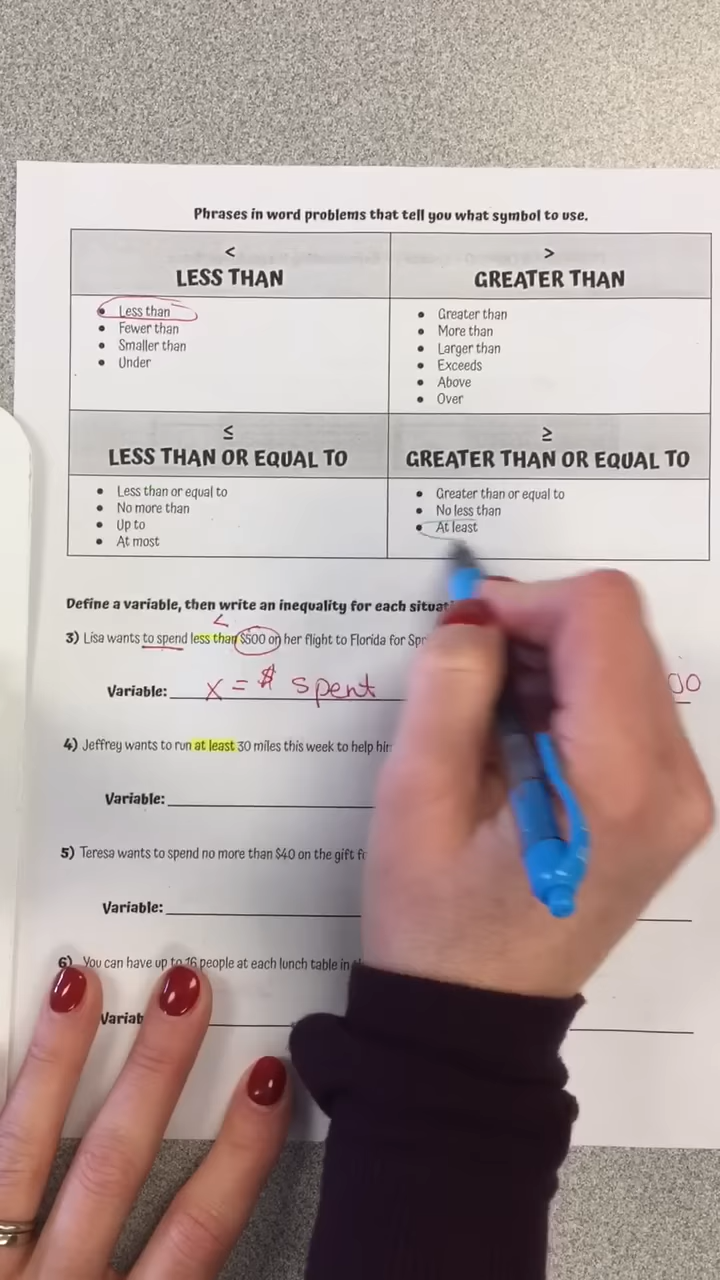 Phrases in word problems that tell you what symbol to use.
<
LESS THAN
>
GREATER THAN
• Less than
• Fewer than
• Smaller than
• Under
• Greater than
• More than
• Larger than
• Exceeds
• Above
• Over
≤
LESS THAN OR EQUAL TO
≥
GREATER THAN OR EQUAL TO
• Less than or equal to
• No more than
• Up to
• At most
• Greater than or equal to
• No less than
• At least
Define a variable, then write an inequality for each situat
<
3) Lisa wants to spend less than $500 on her flight to Florida for Spr
Variable: x = $ spent
00
4) Jeffrey wants to run at least 30 miles this week to help hi
Variable:
5) Teresa wants to spend no more than $40 on the gift f
Variable:
6) You can have up to 16 people at each lunch table in
Variab